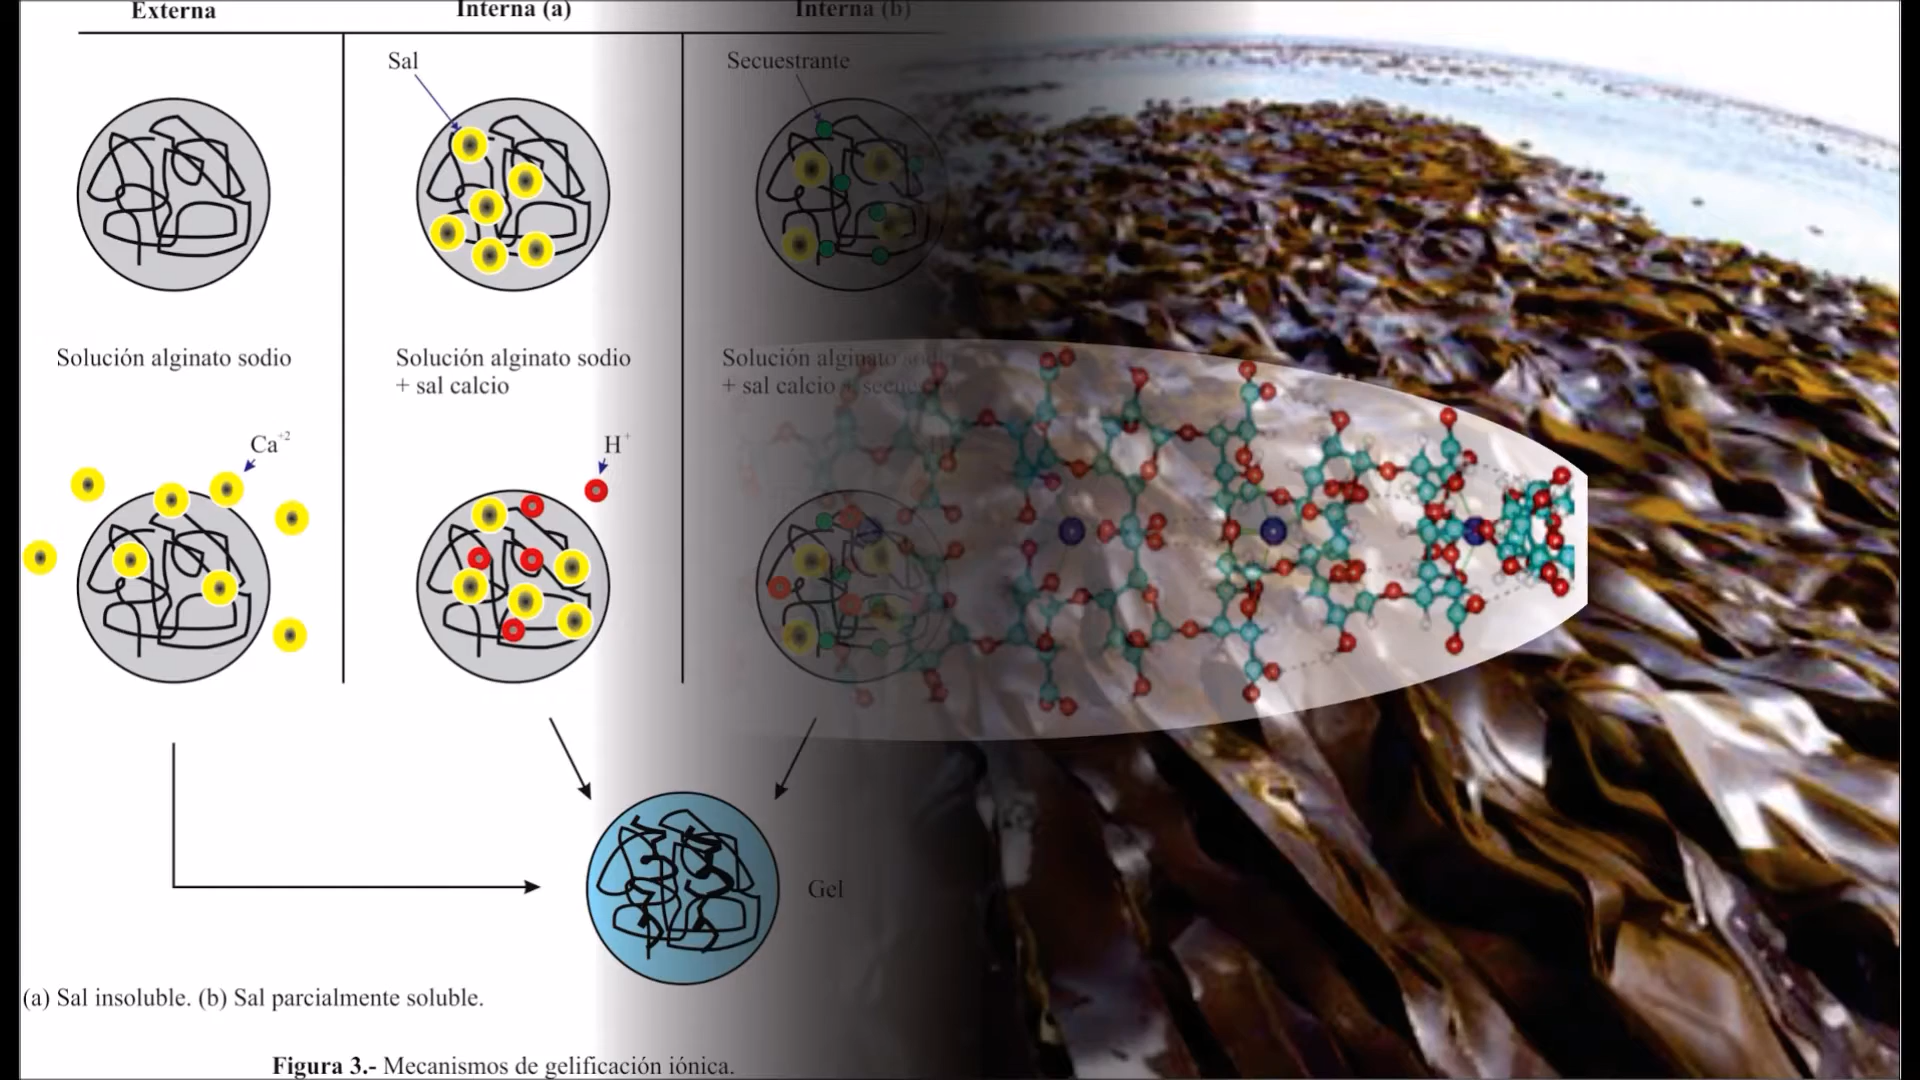 Externa
Interna (a)
Interna (b)
Sal
Secuestrante
Solución alginato sodio
Solución alginato sodio
+ sal calcio
Solución alginato
+ sal calcio +
Ca+2
H+
Gel
(a) Sal insoluble. (b) Sal parcialmente soluble.
Figura 3.- Mecanismos de gelificación iónica.